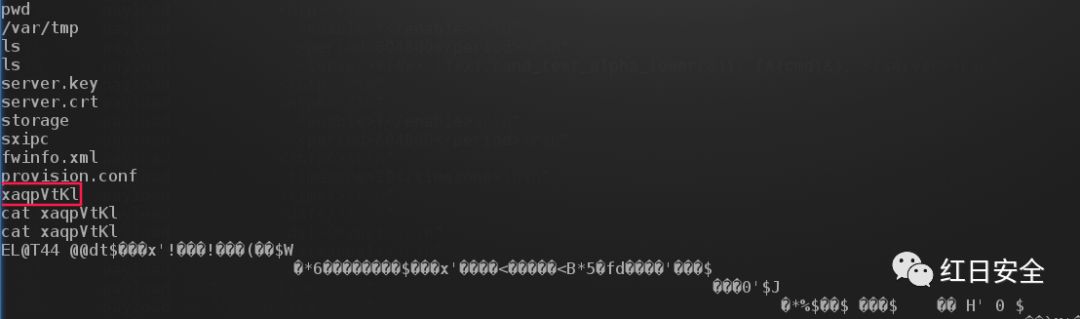 pwd
/var/tmp
ls
ls
server.key
server.crt
storage
sxipc
fwinfo.xml
provision.conf
xaqpVtKl
cat xaqpVtKl
cat xaqpVtKl
EL@T44 @@dt$���x'!���!���(��$W
�*6��������$���x'����<�����<B*5�fd����'���$
���0'$J
�*%$��$ ���$ �� H' 0 $
红日安全